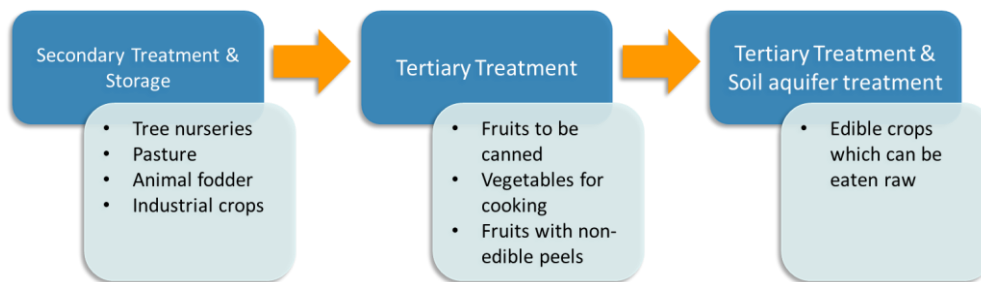 Secondary Treatment &
Storage
• Tree nurseries
• Pasture
• Animal fodder
• Industrial crops
Tertiary Treatment
• Fruits to be
canned
• Vegetables for
cooking
• Fruits with non-
edible peels
Tertiary Treatment &
Soil aquifer treatment
• Edible crops
which can be
eaten raw